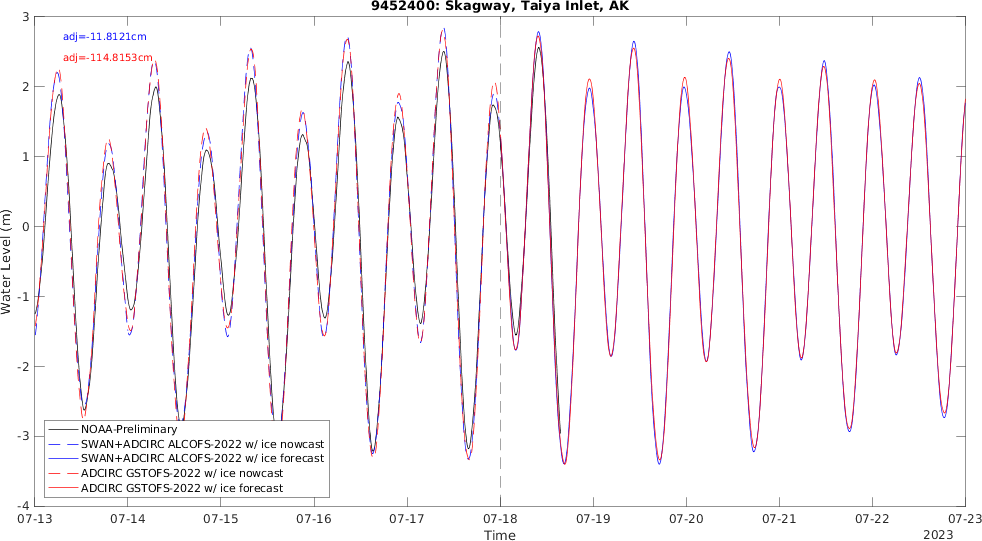 9452400: Skagway, Taiya Inlet, AK
adj=-11.8121cm
adj=-114.8153cm
Water Level (m)
3
2
1
0
-1
-2
-3
-4
NOAA-Preliminary
SWAN+ADCIRC ALCOFS-2022 w/ ice nowcast
SWAN+ADCIRC ALCOFS-2022 w/ ice forecast
ADCIRC GSTOFS-2022 w/ ice nowcast
ADCIRC GSTOFS-2022 w/ ice forecast
07-13 07-14 07-15 07-16 07-17 07-18 07-19 07-20 07-21 07-22 07-23
Time
2023